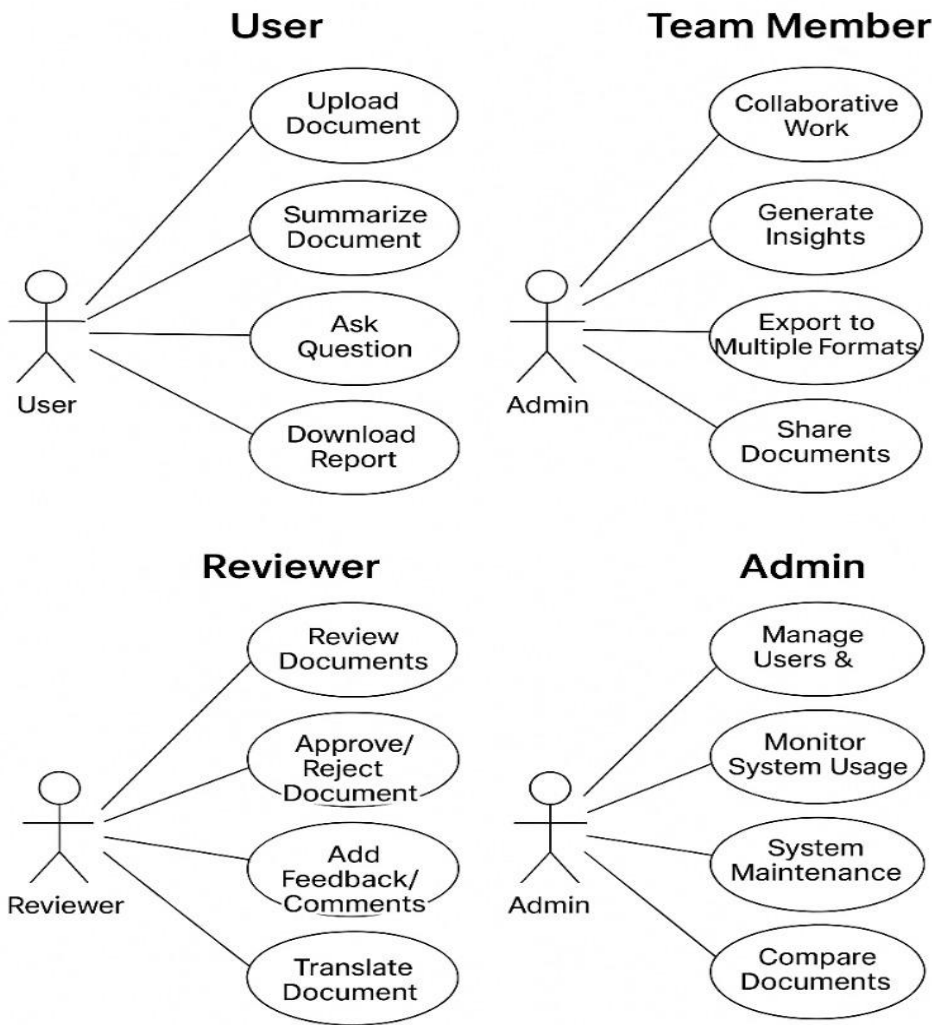 User
Upload
Document
Summarize
Document
Ask
Question
Download
Report
User
Team Member
Collaborative
Work
Generate
Insights
Export to
Multiple Formats
Share
Documents
Admin
Reviewer
Review
Documents
Approve/
Reject
Document
Add
Feedback/
Comments
Translate
Document
Reviewer
Admin
Manage
Users &
Monitor
System Usage
System
Maintenance
Compare
Documents
Admin